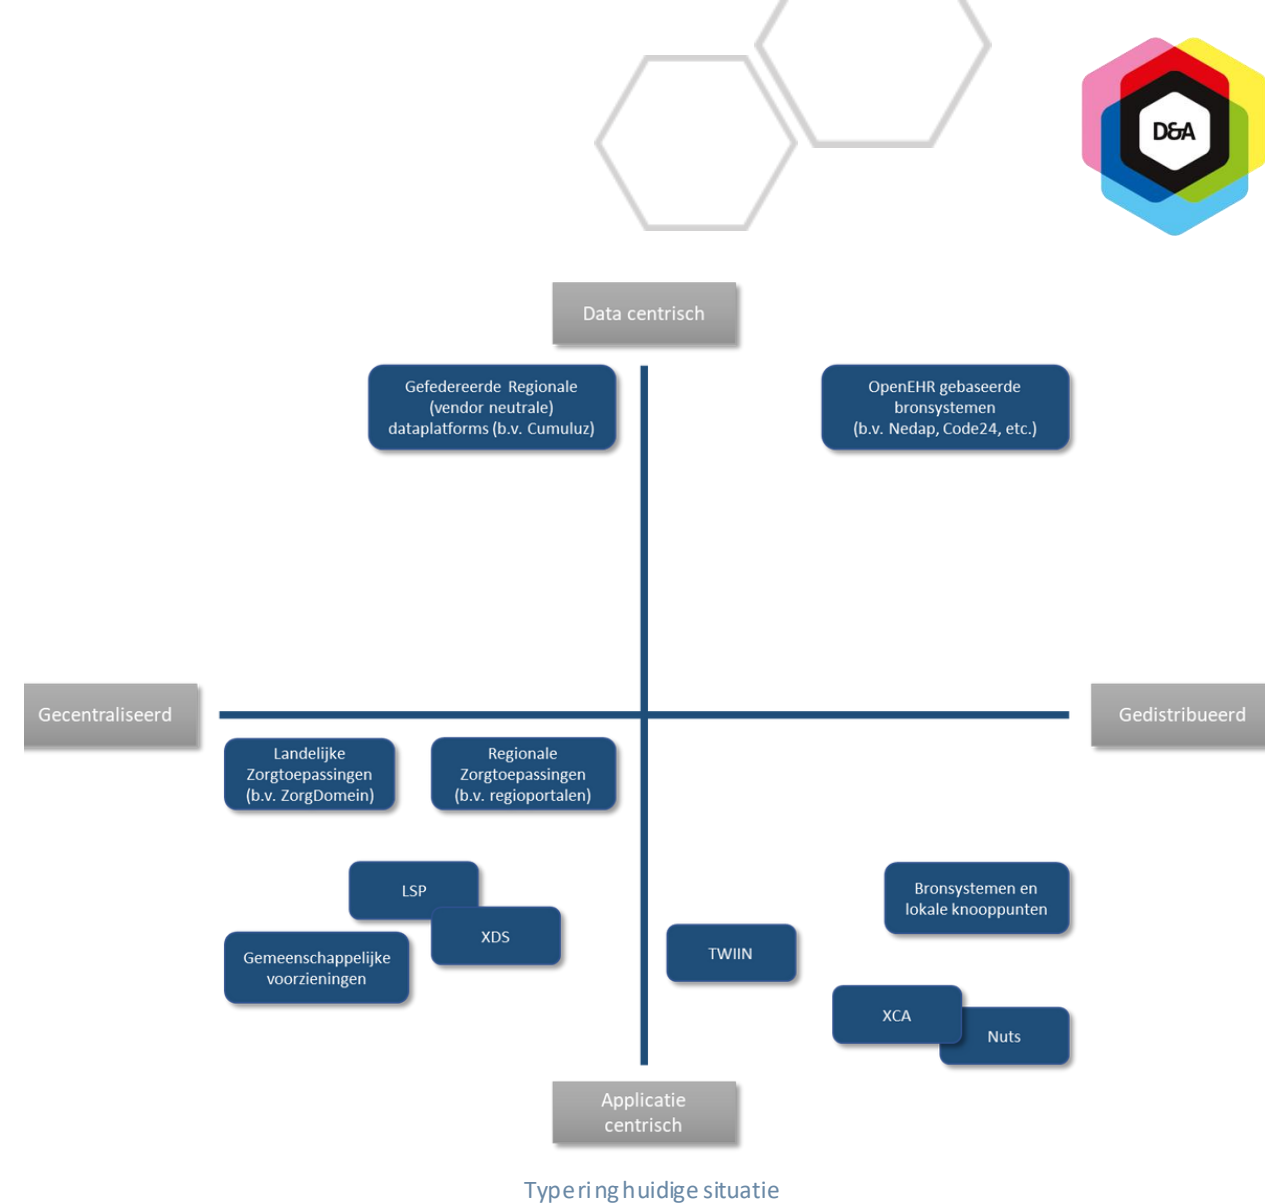 D&A
Data centrisch
Gefedereerde Regionale
(vendor neutrale)
dataplatforms (b.v. Cumuluz)
OpenEHR gebaseerde
bronsystemen
(b.v. Nedap, Code24, etc.)
Gecentraliseerd
Gedistribueerd
Landelijke
Zorgtoepassingen
(b.v. ZorgDomein)
Regionale
Zorgtoepassingen
(b.v. regioportalen)
LSP
XDS
Gemeenschappelijke
voorzieningen
Bronsystemen en
lokale knooppunten
TWIIN
XCA
Nuts
Applicatie
centrisch
Typering huidige situatie